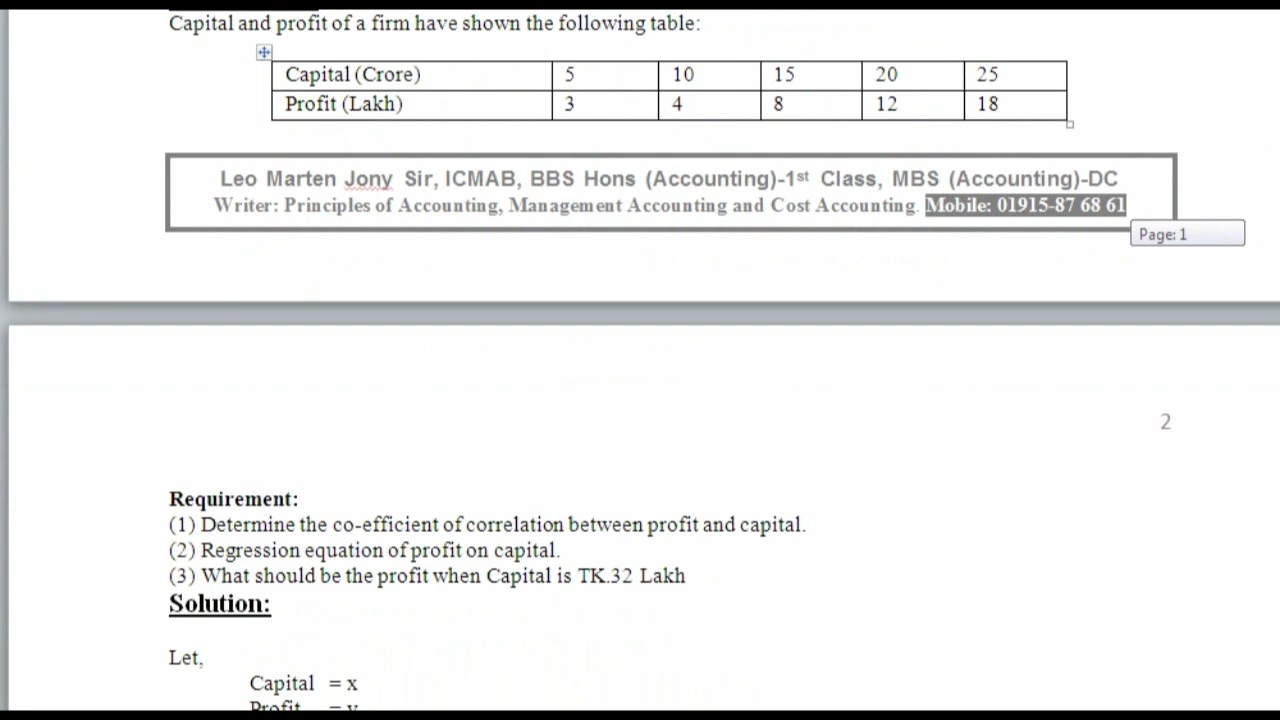 Capital and profit of a firm have shown the following table:
Capital (Crore) 5 10 15 20 25
Profit (Lakh) 3 4 8 12 18
Leo Marten Jony Sir, ICMAB, BBS Hons (Accounting)-1st Class, MBS (Accounting)-DC
Writer: Principles of Accounting, Management Accounting and Cost Accounting. Mobile: 01915-87 68 61
Page: 1
2
Requirement:
(1) Determine the co-efficient of correlation between profit and capital.
(2) Regression equation of profit on capital.
(3) What should be the profit when Capital is TK.32 Lakh
Solution:
Let,
Capital = x
Profit = y